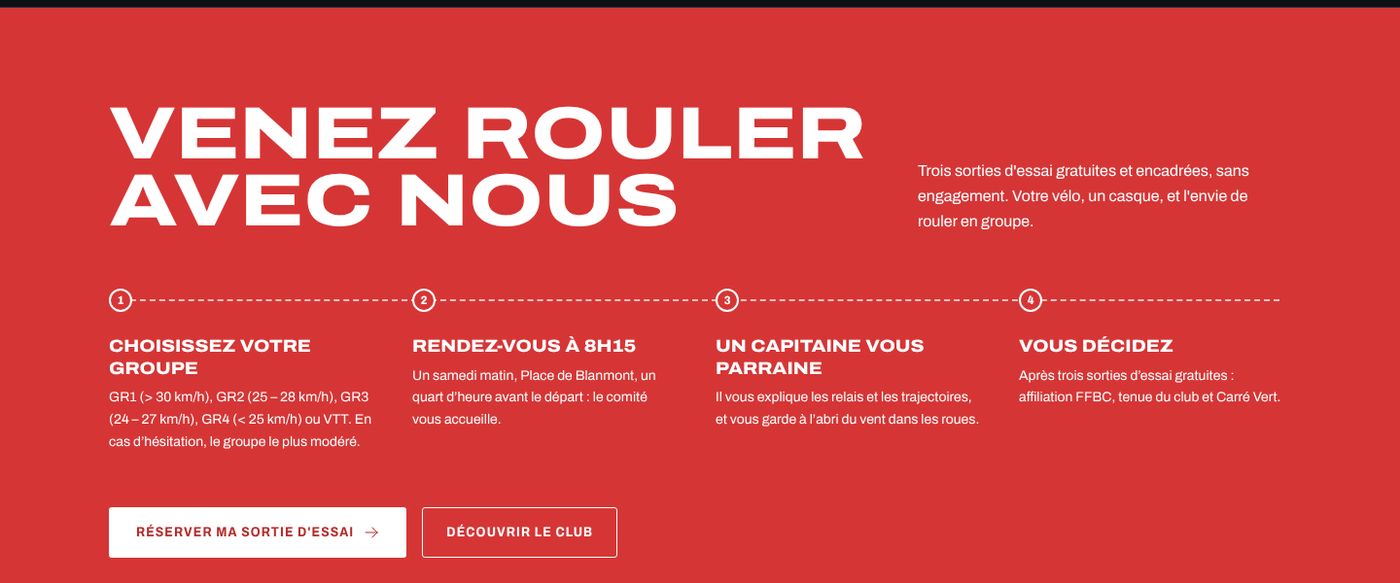 VENEZ ROULER
AVEC NOUS
Trois sorties d'essai gratuites et encadrées, sans
engagement. Votre vélo, un casque, et l'envie de
rouler en groupe.
1
CHOISISSEZ VOTRE
GROUPE
GR1 (> 30 km/h), GR2 (25 – 28 km/h), GR3
(24 – 27 km/h), GR4 (< 25 km/h) ou VTT. En
cas d’hésitation, le groupe le plus modéré.
2
RENDEZ-VOUS À 8H15
Un samedi matin, Place de Blanmont, un
quart d’heure avant le départ : le comité
vous accueille.
3
UN CAPITAINE VOUS
PARRAINE
Il vous explique les relais et les trajectoires,
et vous garde à l’abri du vent dans les roues.
4
VOUS DÉCIDEZ
Après trois sorties d’essai gratuites :
affiliation FFBC, tenue du club et Carré Vert.
RÉSERVER MA SORTIE D'ESSAI →
DÉCOUVRIR LE CLUB